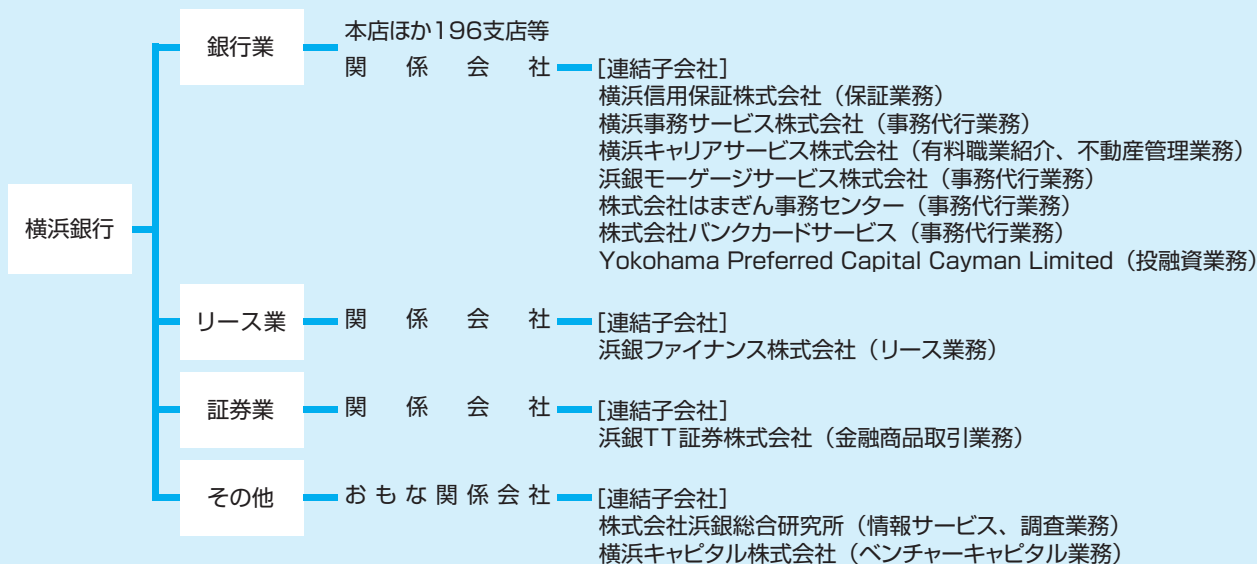 横浜銀行
銀行業
本店ほか196支店等
関係会社
[連結子会社]
横浜信用保証株式会社（保証業務）
横浜事務サービス株式会社（事務代行業務）
横浜キャリアサービス株式会社（有料職業紹介、不動産管理業務）
浜銀モーゲージサービス株式会社（事務代行業務）
株式会社はまぎん事務センター（事務代行業務）
株式会社バンクカードサービス（事務代行業務）
Yokohama Preferred Capital Cayman Limited（投融資業務）
リース業
関係会社
[連結子会社]
浜銀ファイナンス株式会社（リース業務）
証券業
関係会社
[連結子会社]
浜銀TT証券株式会社（金融商品取引業務）
その他
おもな関係会社
[連結子会社]
株式会社浜銀総合研究所（情報サービス、調査業務）
横浜キャピタル株式会社（ベンチャーキャピタル業務）